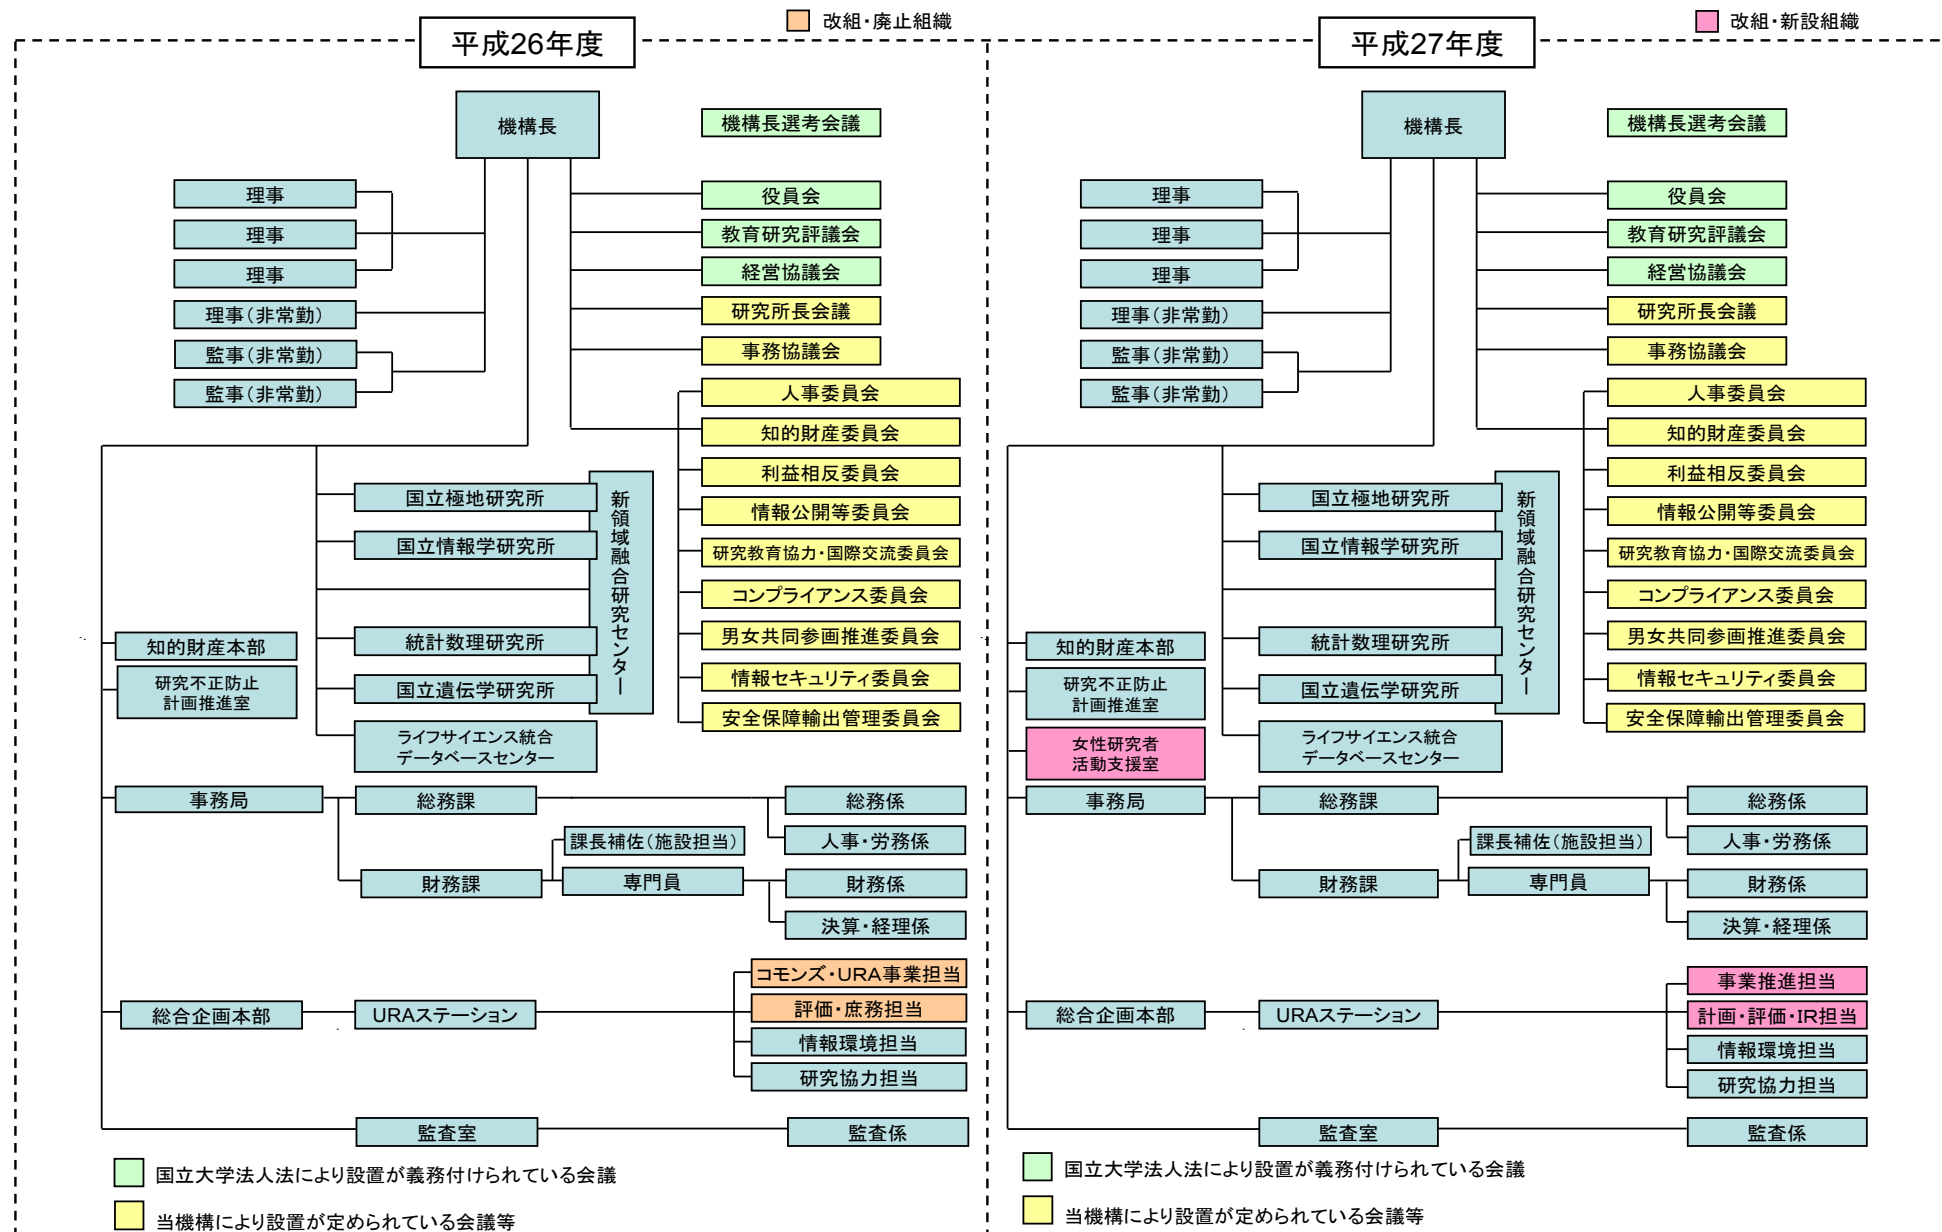 改組・廃止組織
平成26年度
機構長
機構長選考会議
理事
理事
理事
理事(非常勤)
監事(非常勤)
監事(非常勤)
役員会
教育研究評議会
経営協議会
研究所長会議
事務協議会
人事委員会
知的財産委員会
利益相反委員会
情報公開等委員会
研究教育協力・国際交流委員会
コンプライアンス委員会
男女共同参画推進委員会
情報セキュリティ委員会
安全保障輸出管理委員会
国立極地研究所
国立情報学研究所
統計数理研究所
国立遺伝学研究所
新領域融合研究センター
ライフサイエンス統合
データベースセンター
知的財産本部
研究不正防止
計画推進室
事務局
総務課
総務係
人事・労務係
課長補佐(施設担当)
財務課
専門員
財務係
決算・経理係
総合企画本部
URAステーション
コモンズ・URA事業担当
評価・庶務担当
情報環境担当
研究協力担当
監査室
監査係
国立大学法人法により設置が義務付けられている会議
当機構により設置が定められている会議等
改組・新設組織
平成27年度
機構長
機構長選考会議
理事
理事
理事
理事(非常勤)
監事(非常勤)
監事(非常勤)
役員会
教育研究評議会
経営協議会
研究所長会議
事務協議会
人事委員会
知的財産委員会
利益相反委員会
情報公開等委員会
研究教育協力・国際交流委員会
コンプライアンス委員会
男女共同参画推進委員会
情報セキュリティ委員会
安全保障輸出管理委員会
国立極地研究所
国立情報学研究所
統計数理研究所
国立遺伝学研究所
新領域融合研究センター
ライフサイエンス統合
データベースセンター
知的財産本部
研究不正防止
計画推進室
女性研究者
活動支援室
事務局
総務課
総務係
人事・労務係
課長補佐(施設担当)
財務課
専門員
財務係
決算・経理係
総合企画本部
URAステーション
事業推進担当
計画・評価・IR担当
情報環境担当
研究協力担当
監査室
監査係
国立大学法人法により設置が義務付けられている会議
当機構により設置が定められている会議等